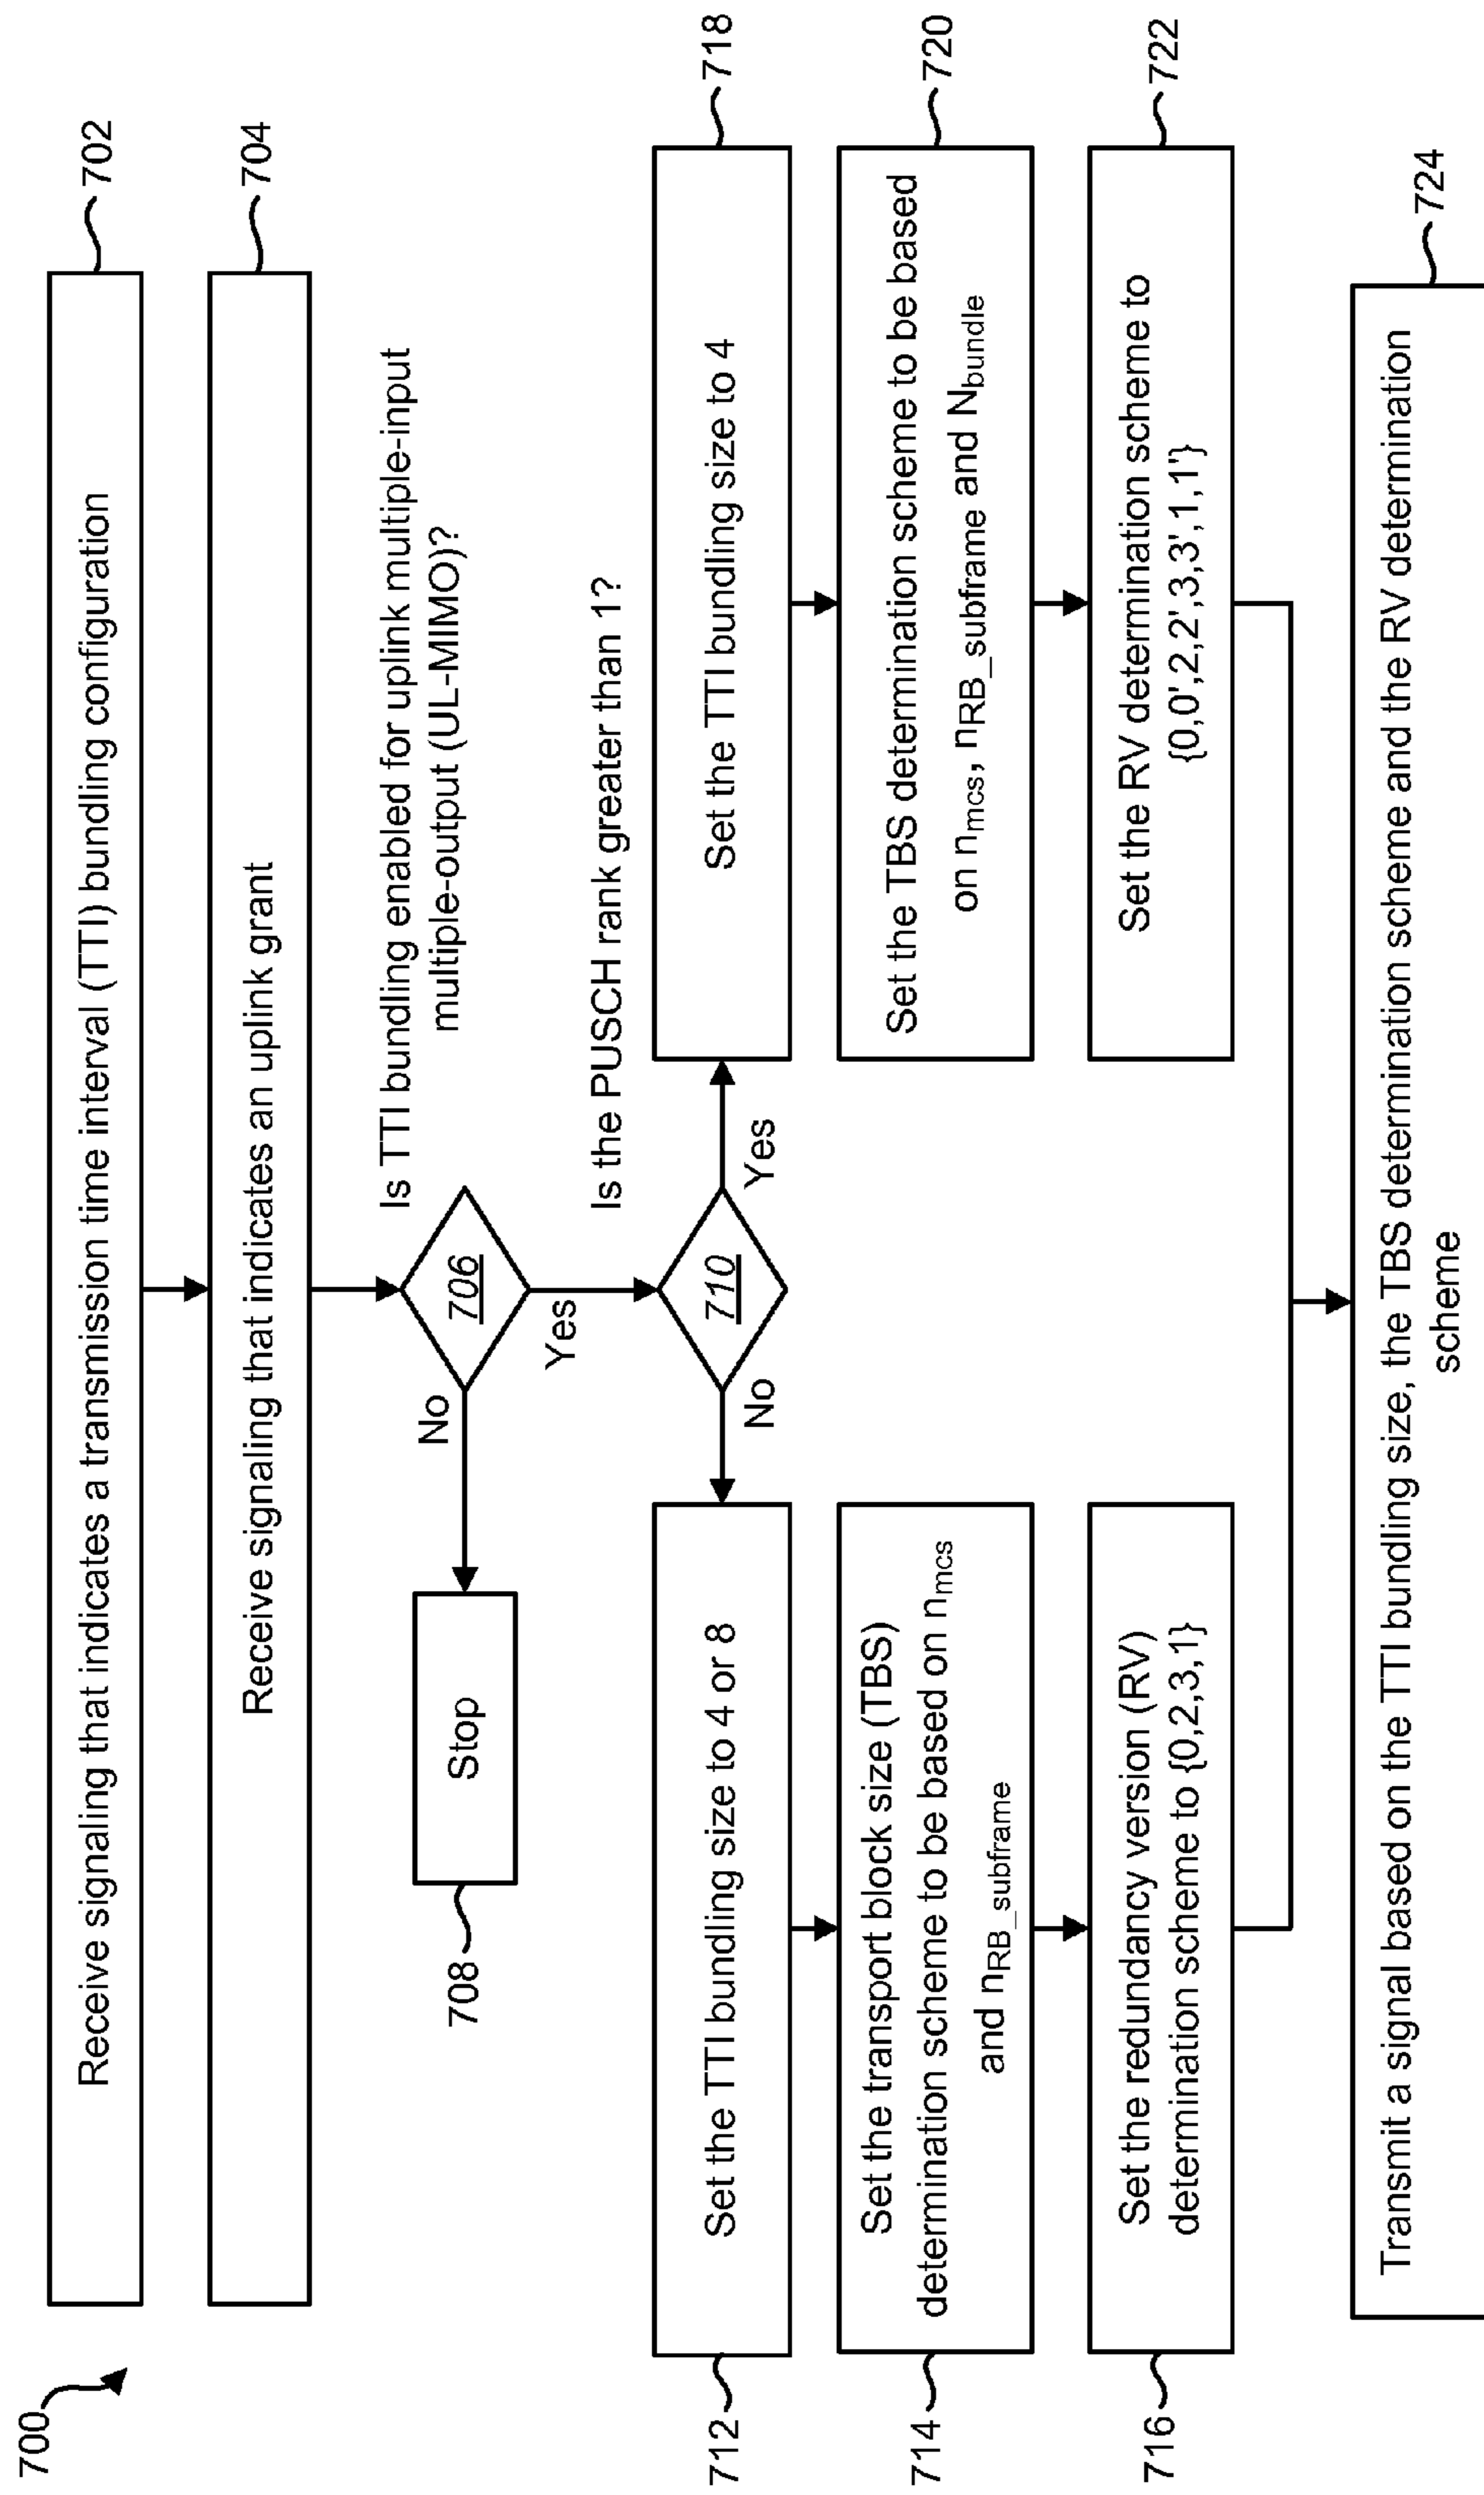 700
Receive signaling that indicates a transmission time interval (TTI) bundling configuration
702
Receive signaling that indicates an uplink grant
704
Is TTI bundling enabled for uplink multiple-input
multiple-output (UL-MIMO)?
706
No
Yes
Stop
708
Is the PUSCH rank greater than 1?
710
No
Yes
Set the TTI bundling size to 4 or 8
712
Set the TTI bundling size to 4
718
Set the transport block size (TBS)
determination scheme to be based on nmcs
and nRB_subframe
714
Set the TBS determination scheme to be based
on nmcs, nRB_subframe and Nbundle
720
Set the redundancy version (RV)
determination scheme to {0,2,3,1}
716
Set the RV determination scheme to
{0,0',2,2',3,3',1,1'}
722
Transmit a signal based on the TTI bundling size, the TBS determination scheme and the RV determination
scheme
724